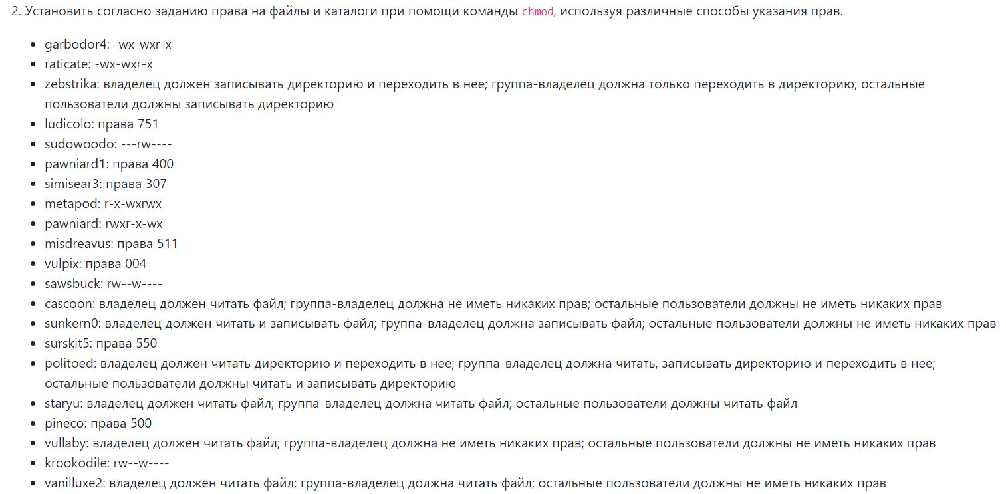 2. Установить согласно заданию права на файлы и каталоги при помощи команды chmod, используя различные способы указания прав.
• garbodor4: -wx-wxr-x
• raticate: -wx-wxr-x
• zebstrika: владелец должен записывать директорию и переходить в нее; группа-владелец должна только переходить в директорию; остальные
пользователи должны записывать директорию
• ludicolo: права 751
• sudowoodo: ---rw----
• pawniard1: права 400
• simisear3: права 307
• metapod: r-x-wxrwx
• pawniard: rwxr-x-wx
• misdreavus: права 511
• vulpix: права 004
• sawsbuck: rw--w----
• cascoon: владелец должен читать файл; группа-владелец должна не иметь никаких прав; остальные пользователи должны не иметь никаких прав
• sunkern0: владелец должен читать и записывать файл; группа-владелец должна записывать файл; остальные пользователи должны не иметь никаких прав
• surskit5: права 550
• politoed: владелец должен читать директорию и переходить в нее; группа-владелец должна читать, записывать директорию и переходить в нее;
остальные пользователи должны читать и записывать директорию
• staryu: владелец должен читать файл; группа-владелец должна читать файл; остальные пользователи должны читать файл
• pineco: права 500
• vullaby: владелец должен читать файл; группа-владелец должна не иметь никаких прав; остальные пользователи должны не иметь никаких прав
• krookodile: rw--w----
• vanilluxe2: владелец должен читать файл; группа-владелец должна читать файл; остальные пользователи должны не иметь никаких прав